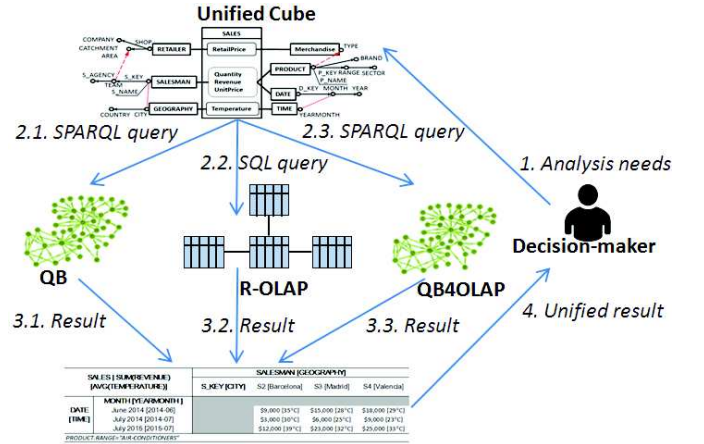 Unified Cube
SALES
COMPANY
SHOP
CATCHMENT
AREA
RETAILER
RetailPrice
Merchandise
TYPE
BRAND
PRODUCT
P_KEY RANGE SECTOR
P_NAME
S_AGENCY
S_KEY
TEAM
S_NAME
SALESMAN
Quantity
Revenue
UnitPrice
DATE
D_KEY MONTH YEAR
COUNTRY CITY
GEOGRAPHY
Temperature
TIME
YEARMONTH
2.1. SPARQL query
2.2. SQL query
2.3. SPARQL query
1. Analysis needs
Decision-maker
QB
R-OLAP
QB4OLAP
3.1. Result
3.2. Result
3.3. Result
4. Unified result
SALES | SUM(REVENUE)
[AVG(TEMPERATURE)]
SALESMAN [GEOGRAPHY]
S_KEY [CITY] S2 [Barcelona] S3 [Madrid] S4 [Valencia]
MONTH [YEARMONTH]
DATE
[TIME]
June 2014 [2014-06] $9,000 [35°C] $15,000 [28°C] $18,000 [29°C]
July 2014 [2014-07] $3,000 [30°C] $6,000 [25°C] $9,000 [23°C]
July 2015 [2015-07] $12,000 [39°C] $23,000 [32°C] $25,000 [33°C]
PRODUCT.RANGE="AIR-CONDITIONERS"